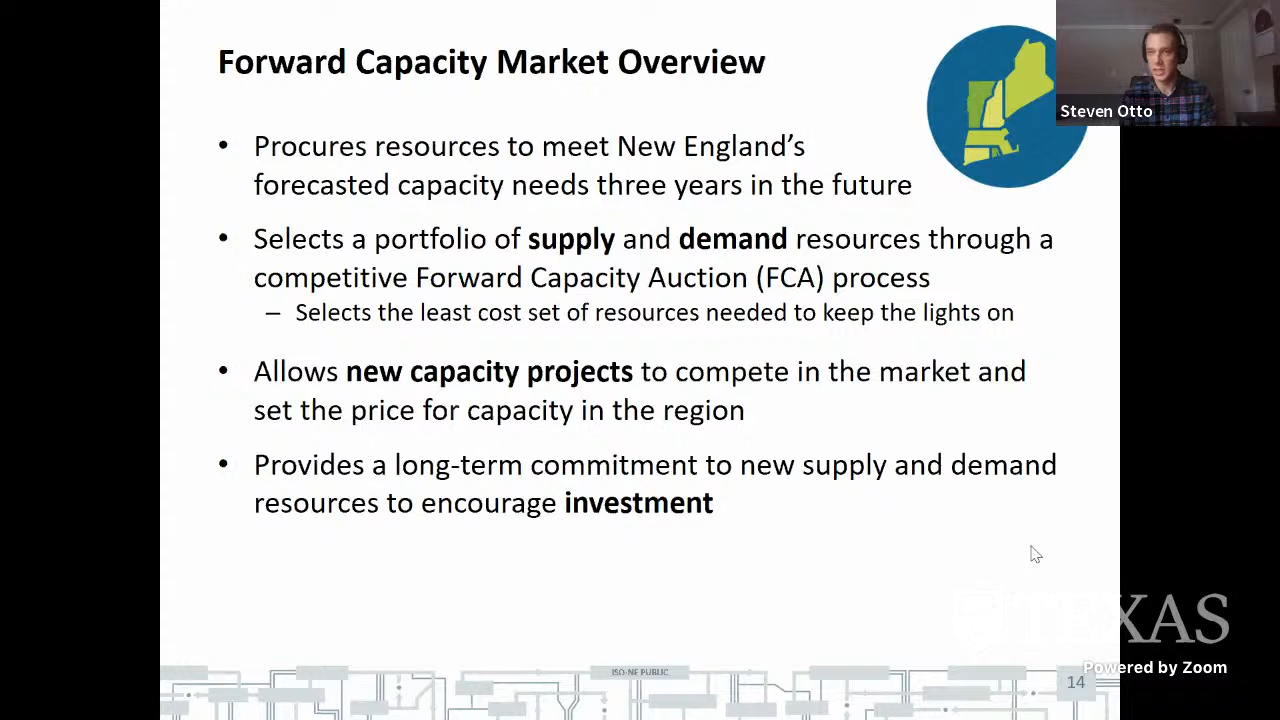 Forward Capacity Market Overview
Steven Otto
• Procures resources to meet New England’s
forecasted capacity needs three years in the future
• Selects a portfolio of supply and demand resources through a
competitive Forward Capacity Auction (FCA) process
– Selects the least cost set of resources needed to keep the lights on
• Allows new capacity projects to compete in the market and
set the price for capacity in the region
• Provides a long-term commitment to new supply and demand
resources to encourage investment
TEXAS
Powered by Zoom
ISO-NE PUBLIC
14